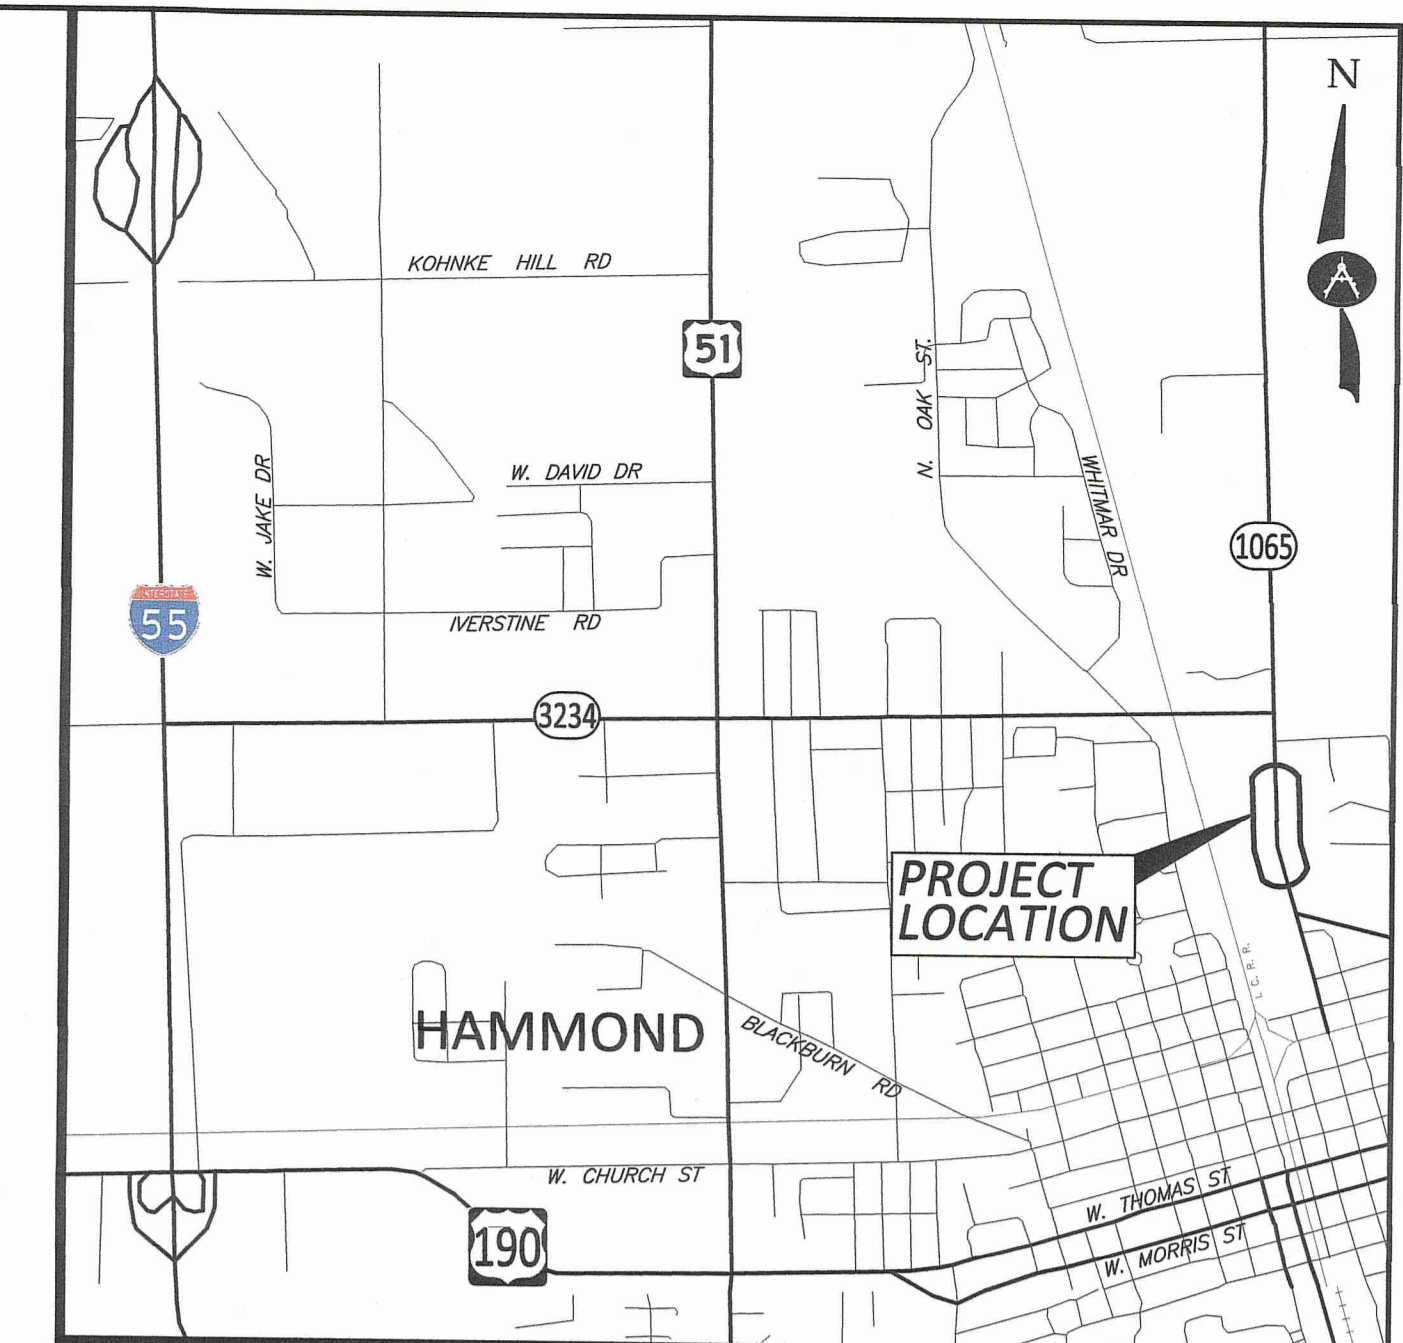 N
KOHNKE HILL RD
51
N. OAK ST.
W. DAVID DR
W. JAKE DR
WHITMAR DR
1065
INTERSTATE
55
IVERSTINE RD
3234
PROJECT
LOCATION
I. C. R. R.
HAMMOND
BLACKBURN RD
W. CHURCH ST
W. THOMAS ST
190
W. MORRIS ST